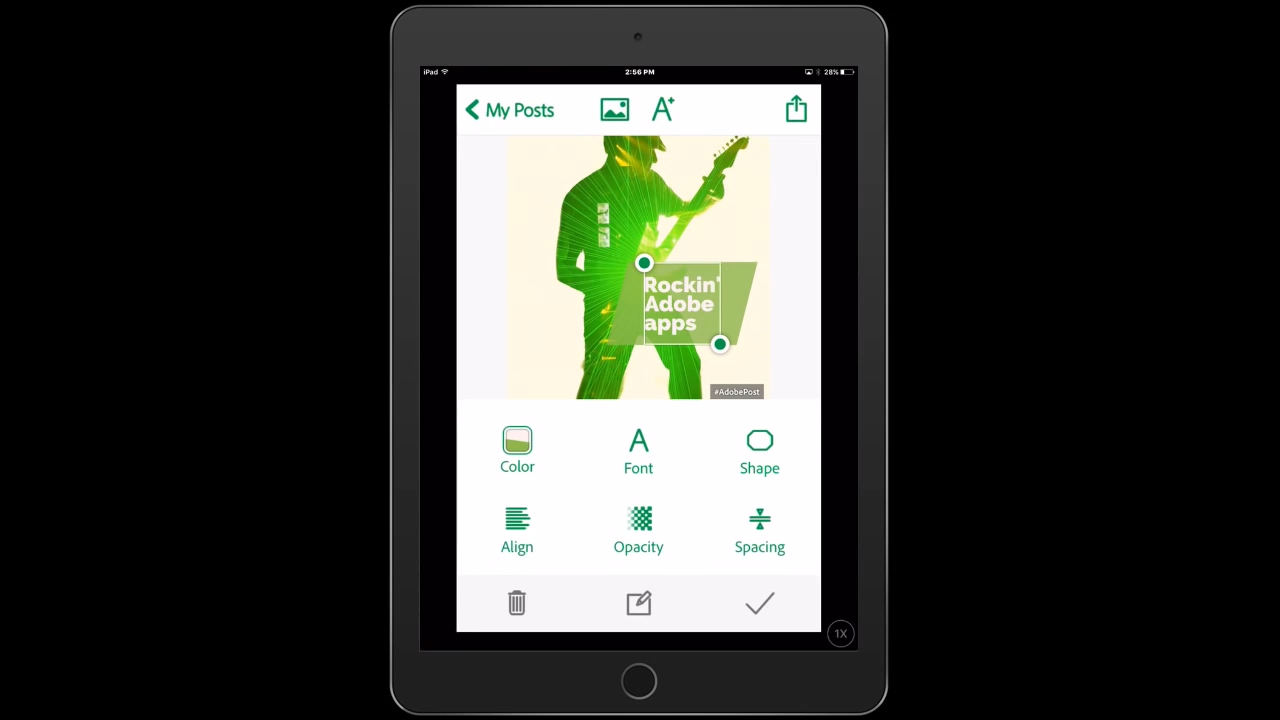 iPad
2:56 PM
28%
My Posts
Rockin'
Adobe
apps
#AdobePost
Color
Font
Shape
Align
Opacity
Spacing
1X